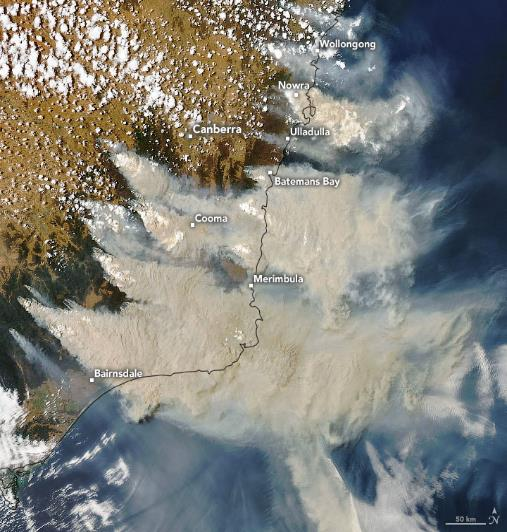 Wollongong
Nowra
Canberra
Ulladulla
Batemans Bay
Cooma
Merimbula
Bairnsdale
50 km
N